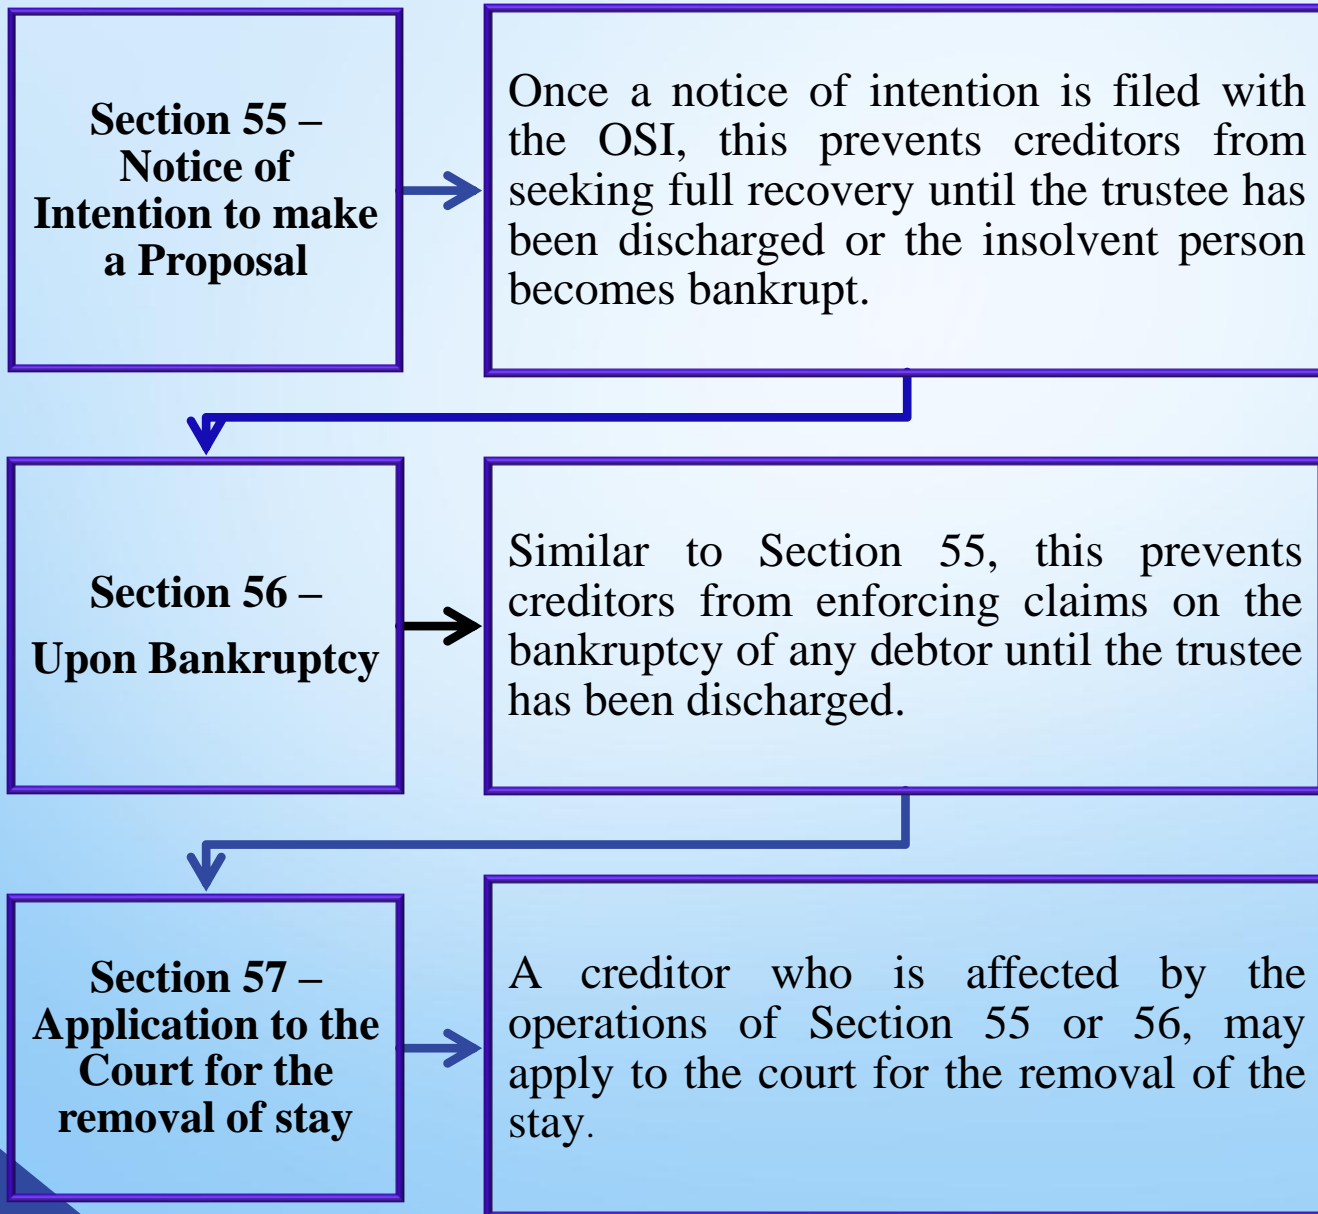 Section 55 –
Notice of
Intention to make
a Proposal
Once a notice of intention is filed with
the OSI, this prevents creditors from
seeking full recovery until the trustee has
been discharged or the insolvent person
becomes bankrupt.
Section 56 –
Upon Bankruptcy
Similar to Section 55, this prevents
creditors from enforcing claims on the
bankruptcy of any debtor until the trustee
has been discharged.
Section 57 –
Application to the
Court for the
removal of stay
A creditor who is affected by the
operations of Section 55 or 56, may
apply to the court for the removal of the
stay.